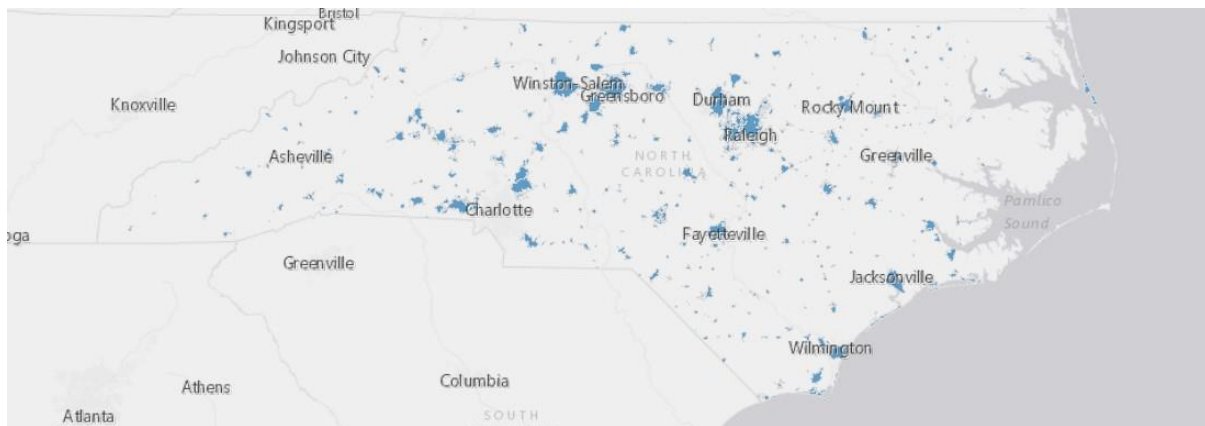 Bristol
Kingsport
Johnson City
Knoxville
Winston-Salem
Greensboro
Durham
Rocky Mount
Raleigh
Asheville
NORTH
CAROLINA
Greenville
Charlotte
Pamlico
Sound
oga
Fayetteville
Greenville
Jacksonville
Wilmington
Columbia
Athens
Atlanta
SOUTH